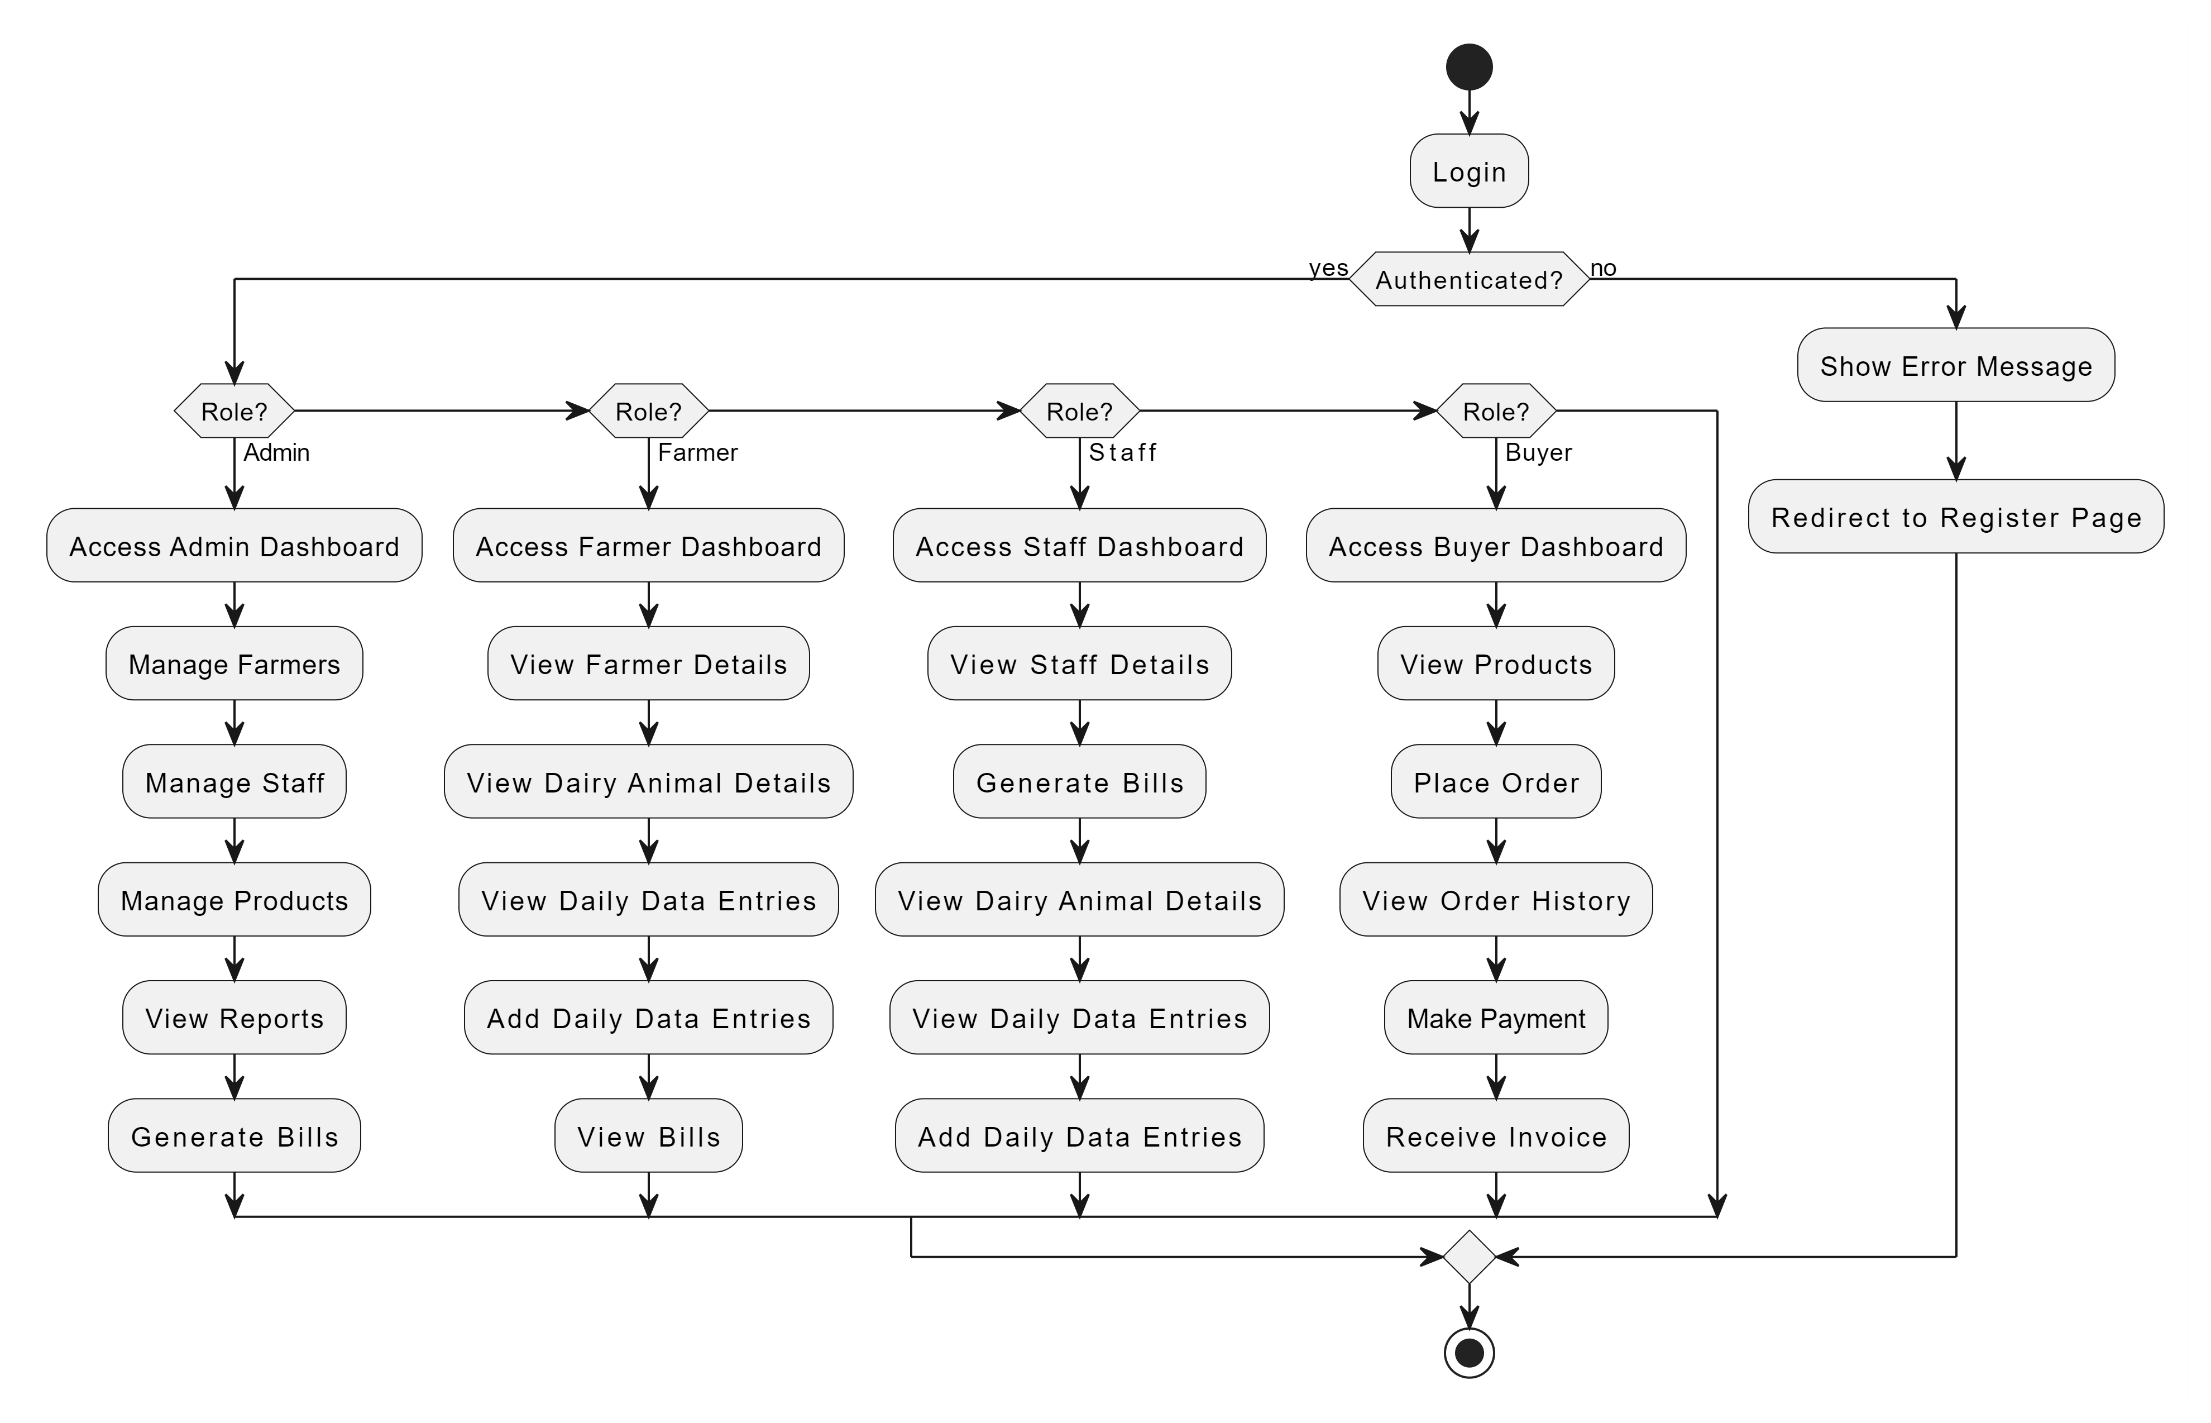 Login
yes
Authenticated?
no
Show Error Message
Redirect to Register Page
Role?
Admin
Access Admin Dashboard
Manage Farmers
Manage Staff
Manage Products
View Reports
Generate Bills
Role?
Farmer
Access Farmer Dashboard
View Farmer Details
View Dairy Animal Details
View Daily Data Entries
Add Daily Data Entries
View Bills
Role?
Staff
Access Staff Dashboard
View Staff Details
Generate Bills
View Dairy Animal Details
View Daily Data Entries
Add Daily Data Entries
Role?
Buyer
Access Buyer Dashboard
View Products
Place Order
View Order History
Make Payment
Receive Invoice